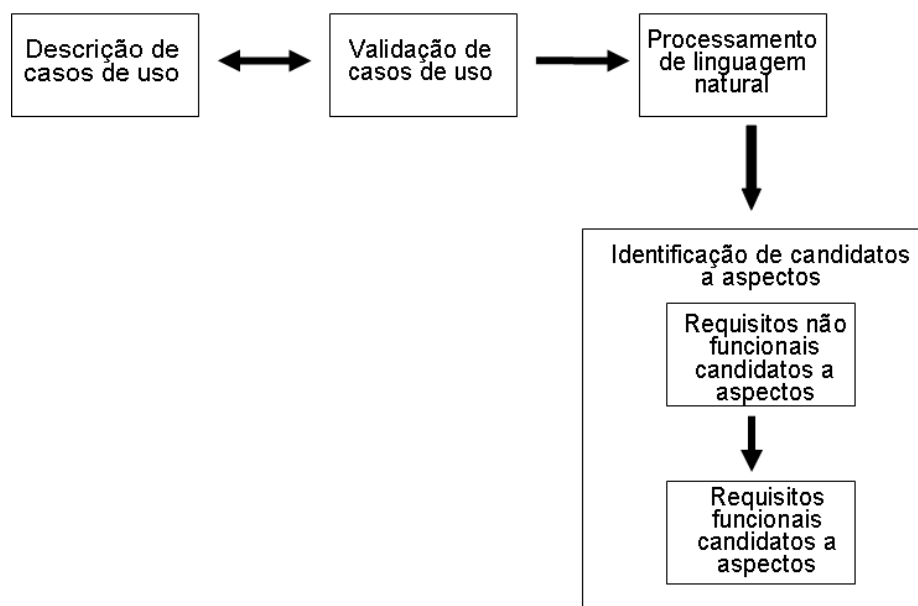 Descrição de
casos de uso
Validação de
casos de uso
Processamento
de linguagem
natural
Identificação de candidatos
a aspectos
Requisitos não
funcionais
candidatos a
aspectos
Requisitos
funcionais
candidatos a
aspectos